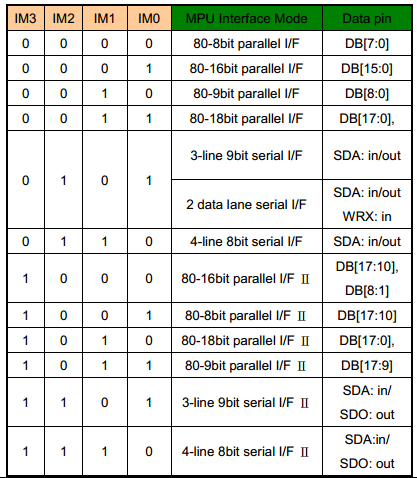 IM3 IM2 IM1 IM0 MPU Interface Mode Data pin
0 0 0 0 80-8bit parallel I/F DB[7:0]
0 0 0 1 80-16bit parallel I/F DB[15:0]
0 0 1 0 80-9bit parallel I/F DB[8:0]
0 0 1 1 80-18bit parallel I/F DB[17:0],
0 1 0 1 3-line 9bit serial I/F SDA: in/out
2 data lane serial I/F SDA: in/out
WRX: in
0 1 1 0 4-line 8bit serial I/F SDA: in/out
1 0 0 0 80-16bit parallel I/F Ⅱ DB[17:10],
DB[8:1]
1 0 0 1 80-8bit parallel I/F Ⅱ DB[17:10]
1 0 1 0 80-18bit parallel I/F Ⅱ DB[17:0],
1 0 1 1 80-9bit parallel I/F Ⅱ DB[17:9]
1 1 0 1 3-line 9bit serial I/F Ⅱ SDA: in/
SDO: out
1 1 1 0 4-line 8bit serial I/F Ⅱ SDA:in/
SDO: out